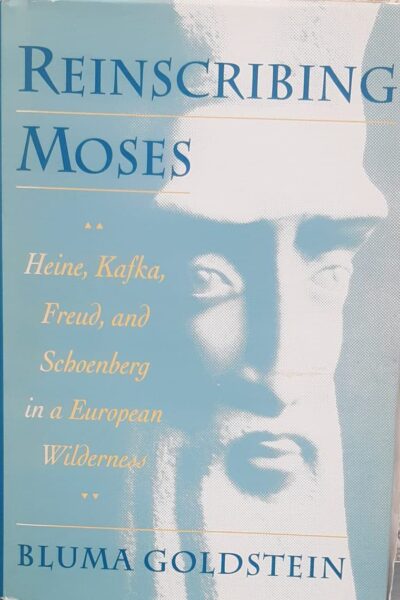 REINSCRIBING
MOSES
Heine, Kafka,
Freud, and
Schoenberg
in a European
Wilderness
BLUMA GOLDSTEIN